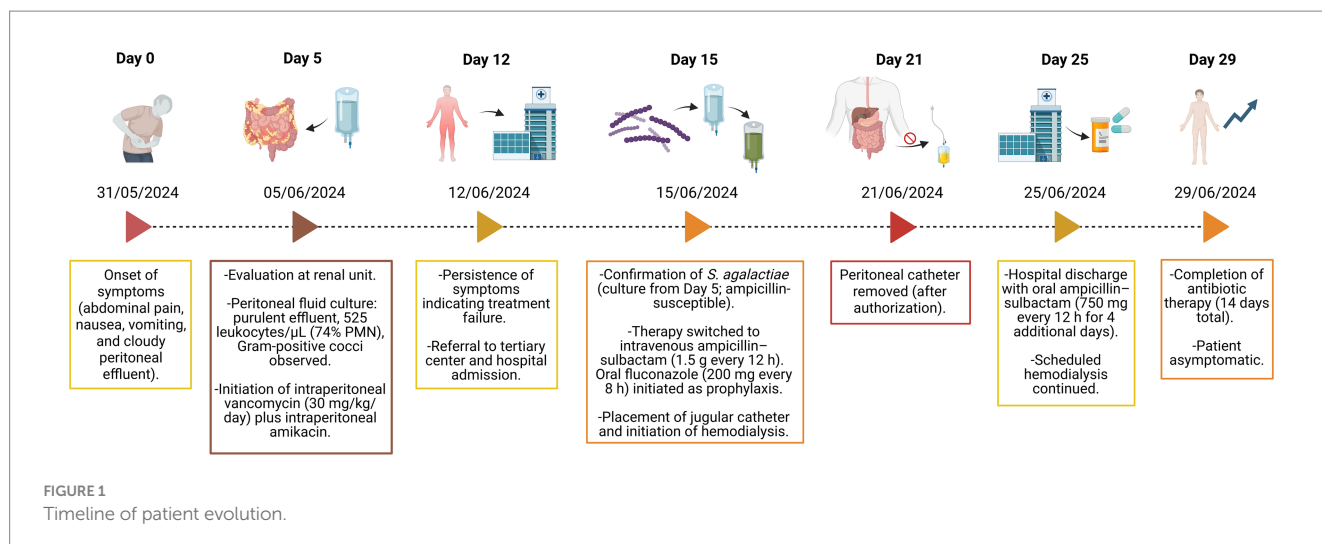 Day 0
Day 5
Day 12
Day 15
Day 21
Day 25
Day 29
31/05/2024
05/06/2024
12/06/2024
15/06/2024
21/06/2024
25/06/2024
29/06/2024
Onset of
symptoms
(abdominal pain,
nausea, vomiting,
and cloudy
peritoneal
effluent).
-Evaluation at renal unit.
-Peritoneal fluid culture:
purulent effluent, 525
leukocytes/µL (74% PMN),
Gram-positive cocci
observed.
-Initiation of intraperitoneal
vancomycin (30 mg/kg/
day) plus intraperitoneal
amikacin.
-Persistence of
symptoms
indicating treatment
failure.
-Referral to tertiary
center and hospital
admission.
-Confirmation of S. agalactiae
(culture from Day 5; ampicillin-
susceptible).
-Therapy switched to
intravenous ampicillin–
sulbactam (1.5 g every 12 h).
Oral fluconazole (200 mg every
8 h) initiated as prophylaxis.
-Placement of jugular catheter
and initiation of hemodialysis.
Peritoneal catheter
removed (after
authorization).
-Hospital discharge
with oral ampicillin–
sulbactam (750 mg
every 12 h for 4
additional days).
-Scheduled
hemodialysis
continued.
-Completion of
antibiotic
therapy (14 days
total).
-Patient
asymptomatic.
FIGURE 1
Timeline of patient evolution.